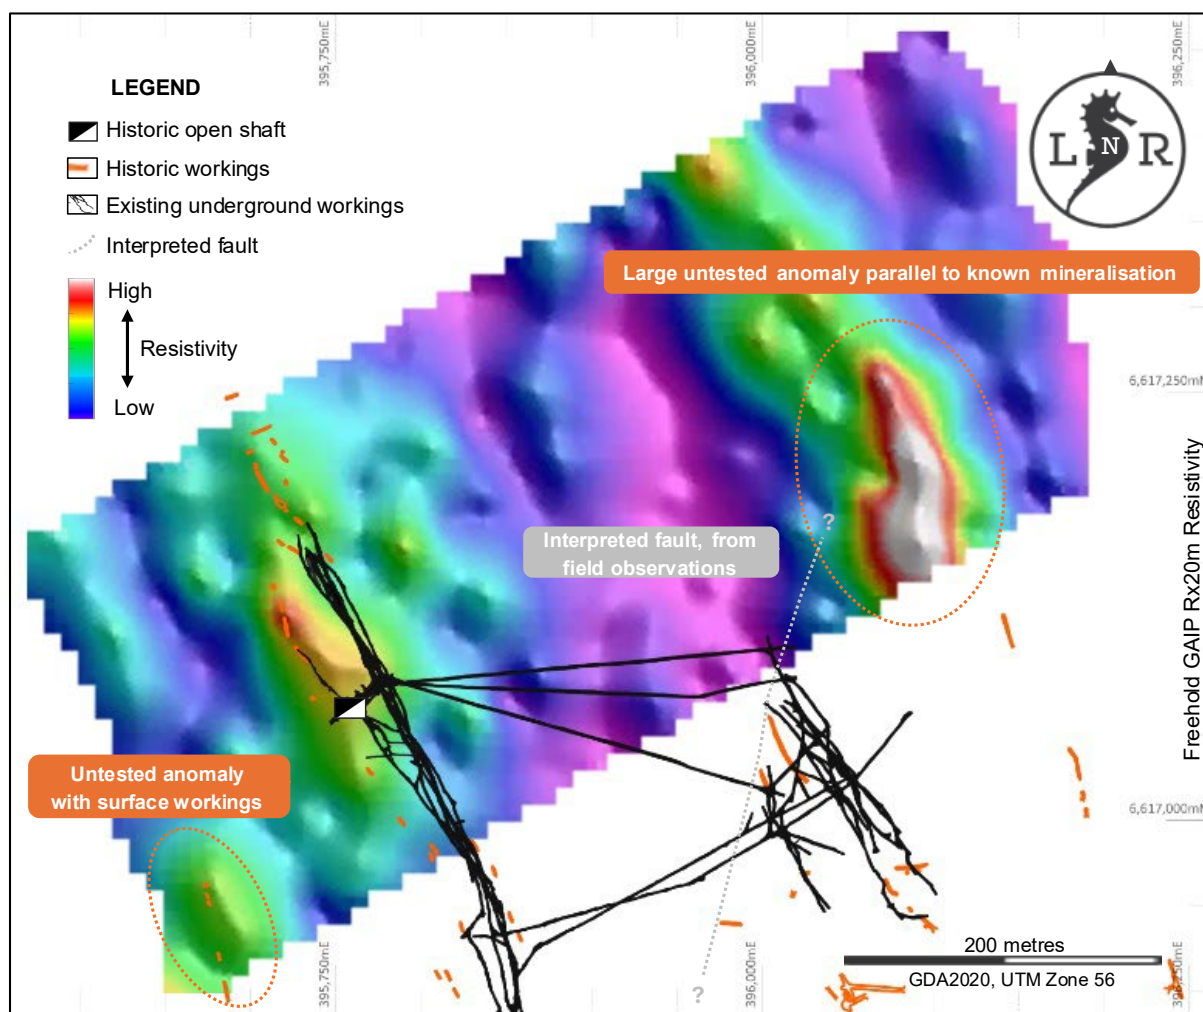 395,750mE
396,000mE
396,250mE
LEGEND
Historic open shaft
Historic workings
Existing underground workings
Interpreted fault
High
Resistivity
Low
L N R
Large untested anomaly parallel to known mineralisation
6,617,250mN
Interpreted fault, from
field observations
?
Freehold GAIP Rx20m Resistivity
Untested anomaly
with surface workings
6,617,000mN
200 metres
GDA2020, UTM Zone 56
395,750mE
396,000mE
396,250mE
?